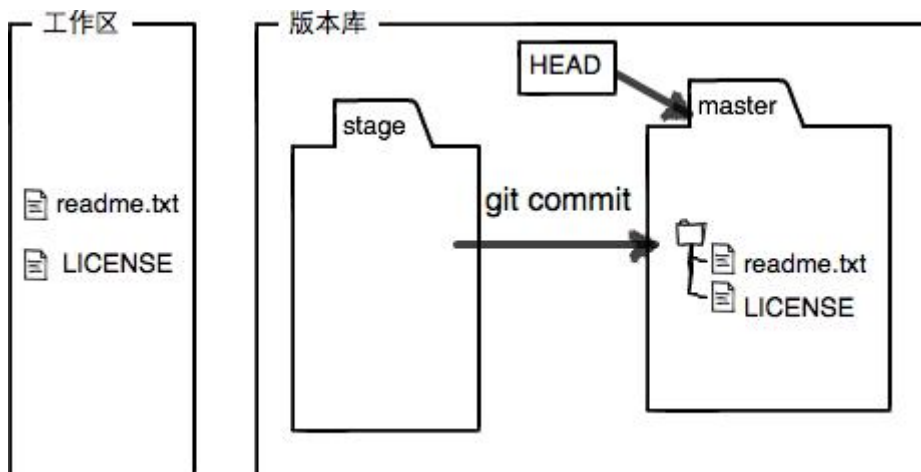 工作区
版本库
HEAD
master
stage
git commit
readme.txt
LICENSE
readme.txt
LICENSE